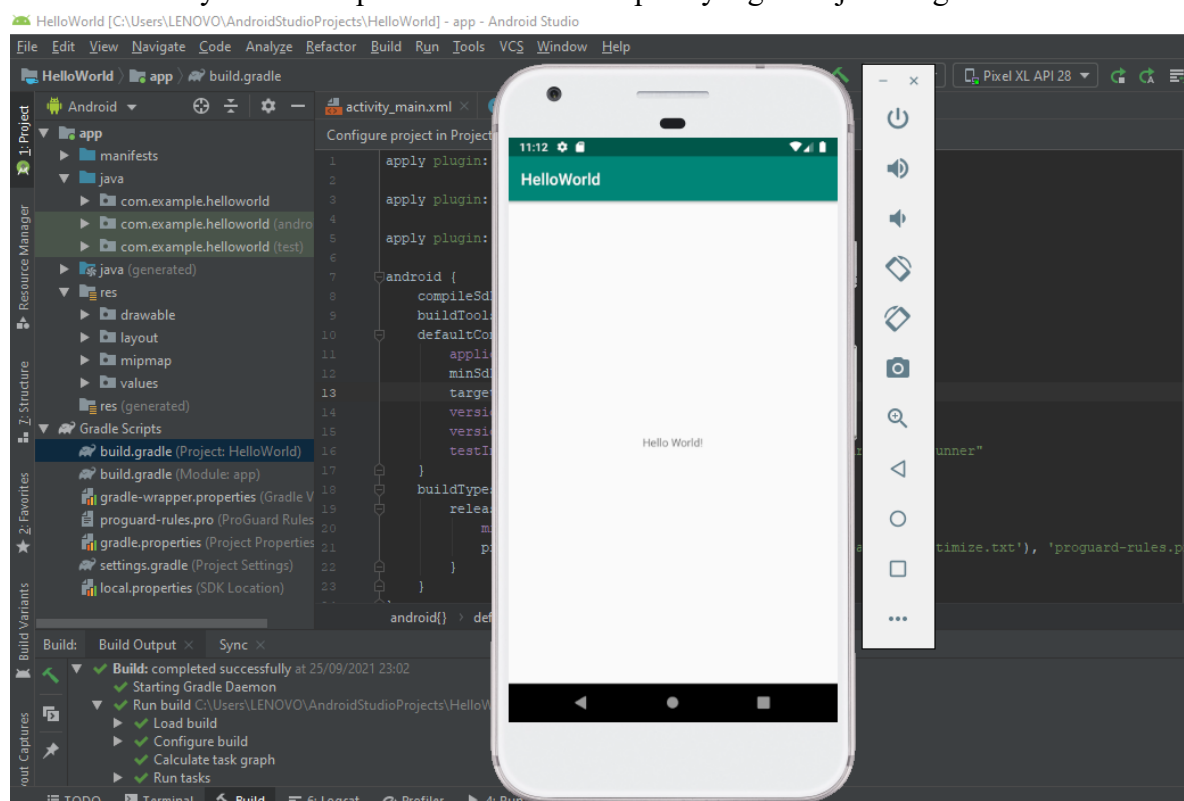 HelloWorld [C:\Users\LENOVO\AndroidStudioProjects\HelloWorld] - app - Android Studio
File Edit View Navigate Code Analyze Refactor Build Run Tools VCS Window Help
HelloWorld app build.gradle
Pixel XL API 28
1: Project
Resource Manager
7: Structure
2: Favorites
Build Variants
Captures
Android
app
manifests
java
com.example.helloworld
com.example.helloworld (andro
com.example.helloworld (test)
java (generated)
res
drawable
layout
mipmap
values
res (generated)
Gradle Scripts
build.gradle (Project: HelloWorld)
build.gradle (Module: app)
gradle-wrapper.properties (Gradle V
proguard-rules.pro (ProGuard Rules
gradle.properties (Project Properties
settings.gradle (Project Settings)
local.properties (SDK Location)
activity_main.xml
Configure project in Project
1 apply plugin:
2
3 apply plugin:
4
5 apply plugin:
6
7 android {
8 compileSd
9 buildTools
10 defaultCon
11 appli
12 minSd
13 target
14 versi
15 versi
16 testIn unner"
17 }
18 buildType
19 relea
20 m
21 p timize.txt'), 'proguard-rules.p
22 }
23 }
android{} def
11:12
HelloWorld
Hello World!
Build: Build Output Sync
Build: completed successfully at 25/09/2021 23:02
Starting Gradle Daemon
Run build C:\Users\LENOVO\AndroidStudioProjects\HelloW
Load build
Configure build
Calculate task graph
Run tasks
TODO Terminal Build 6: Logcat Profiler 4: Run